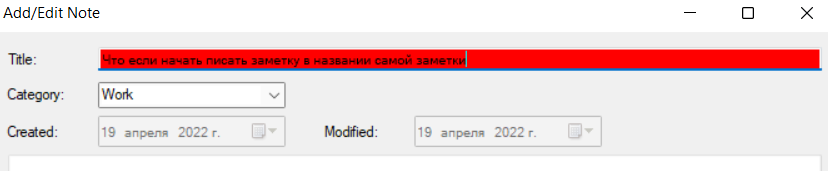 Add/Edit Note
Title: Что если начать писать заметку в названии самой заметки
Category: Work
Created: 19 апреля 2022 г. Modified: 19 апреля 2022 г.